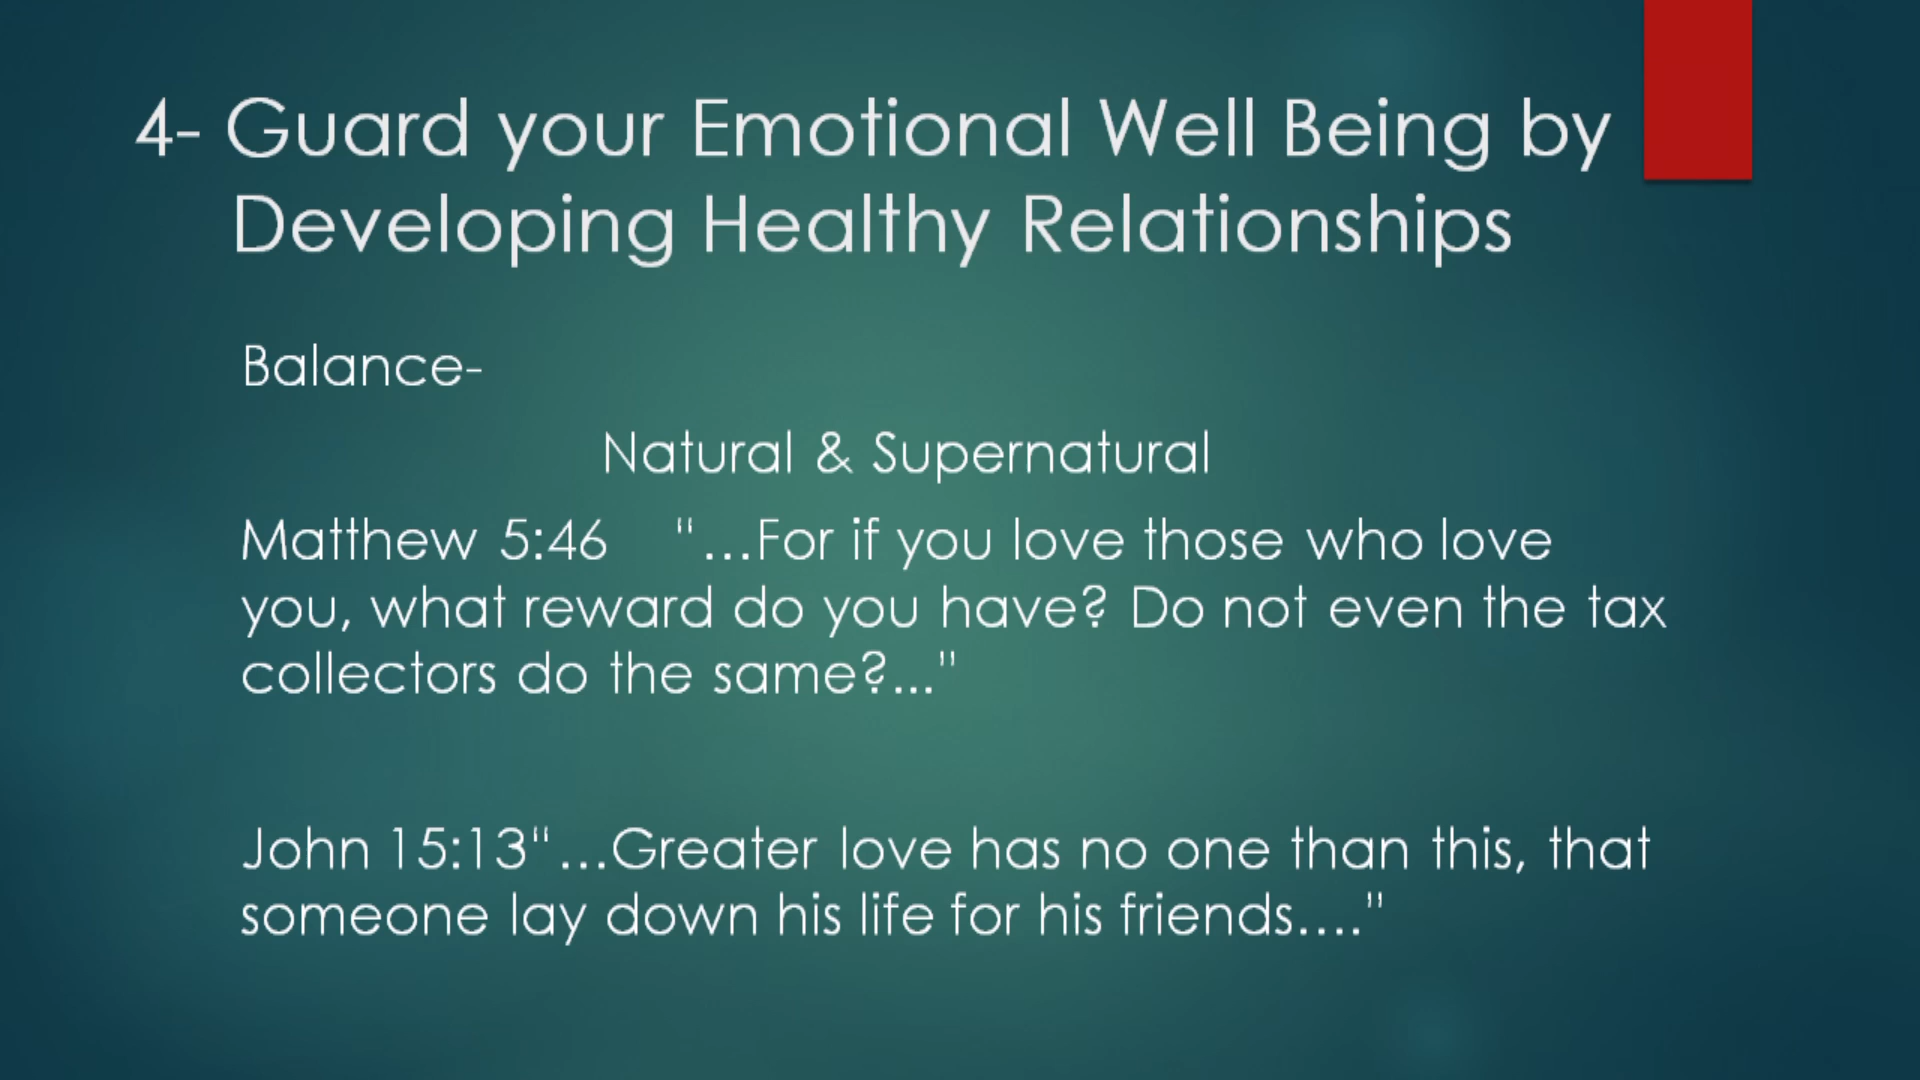 4- Guard your Emotional Well Being by
Developing Healthy Relationships
Balance-
Natural & Supernatural
Matthew 5:46 "...For if you love those who love
you, what reward do you have? Do not even the tax
collectors do the same?..."
John 15:13"...Greater love has no one than this, that
someone lay down his life for his friends...."